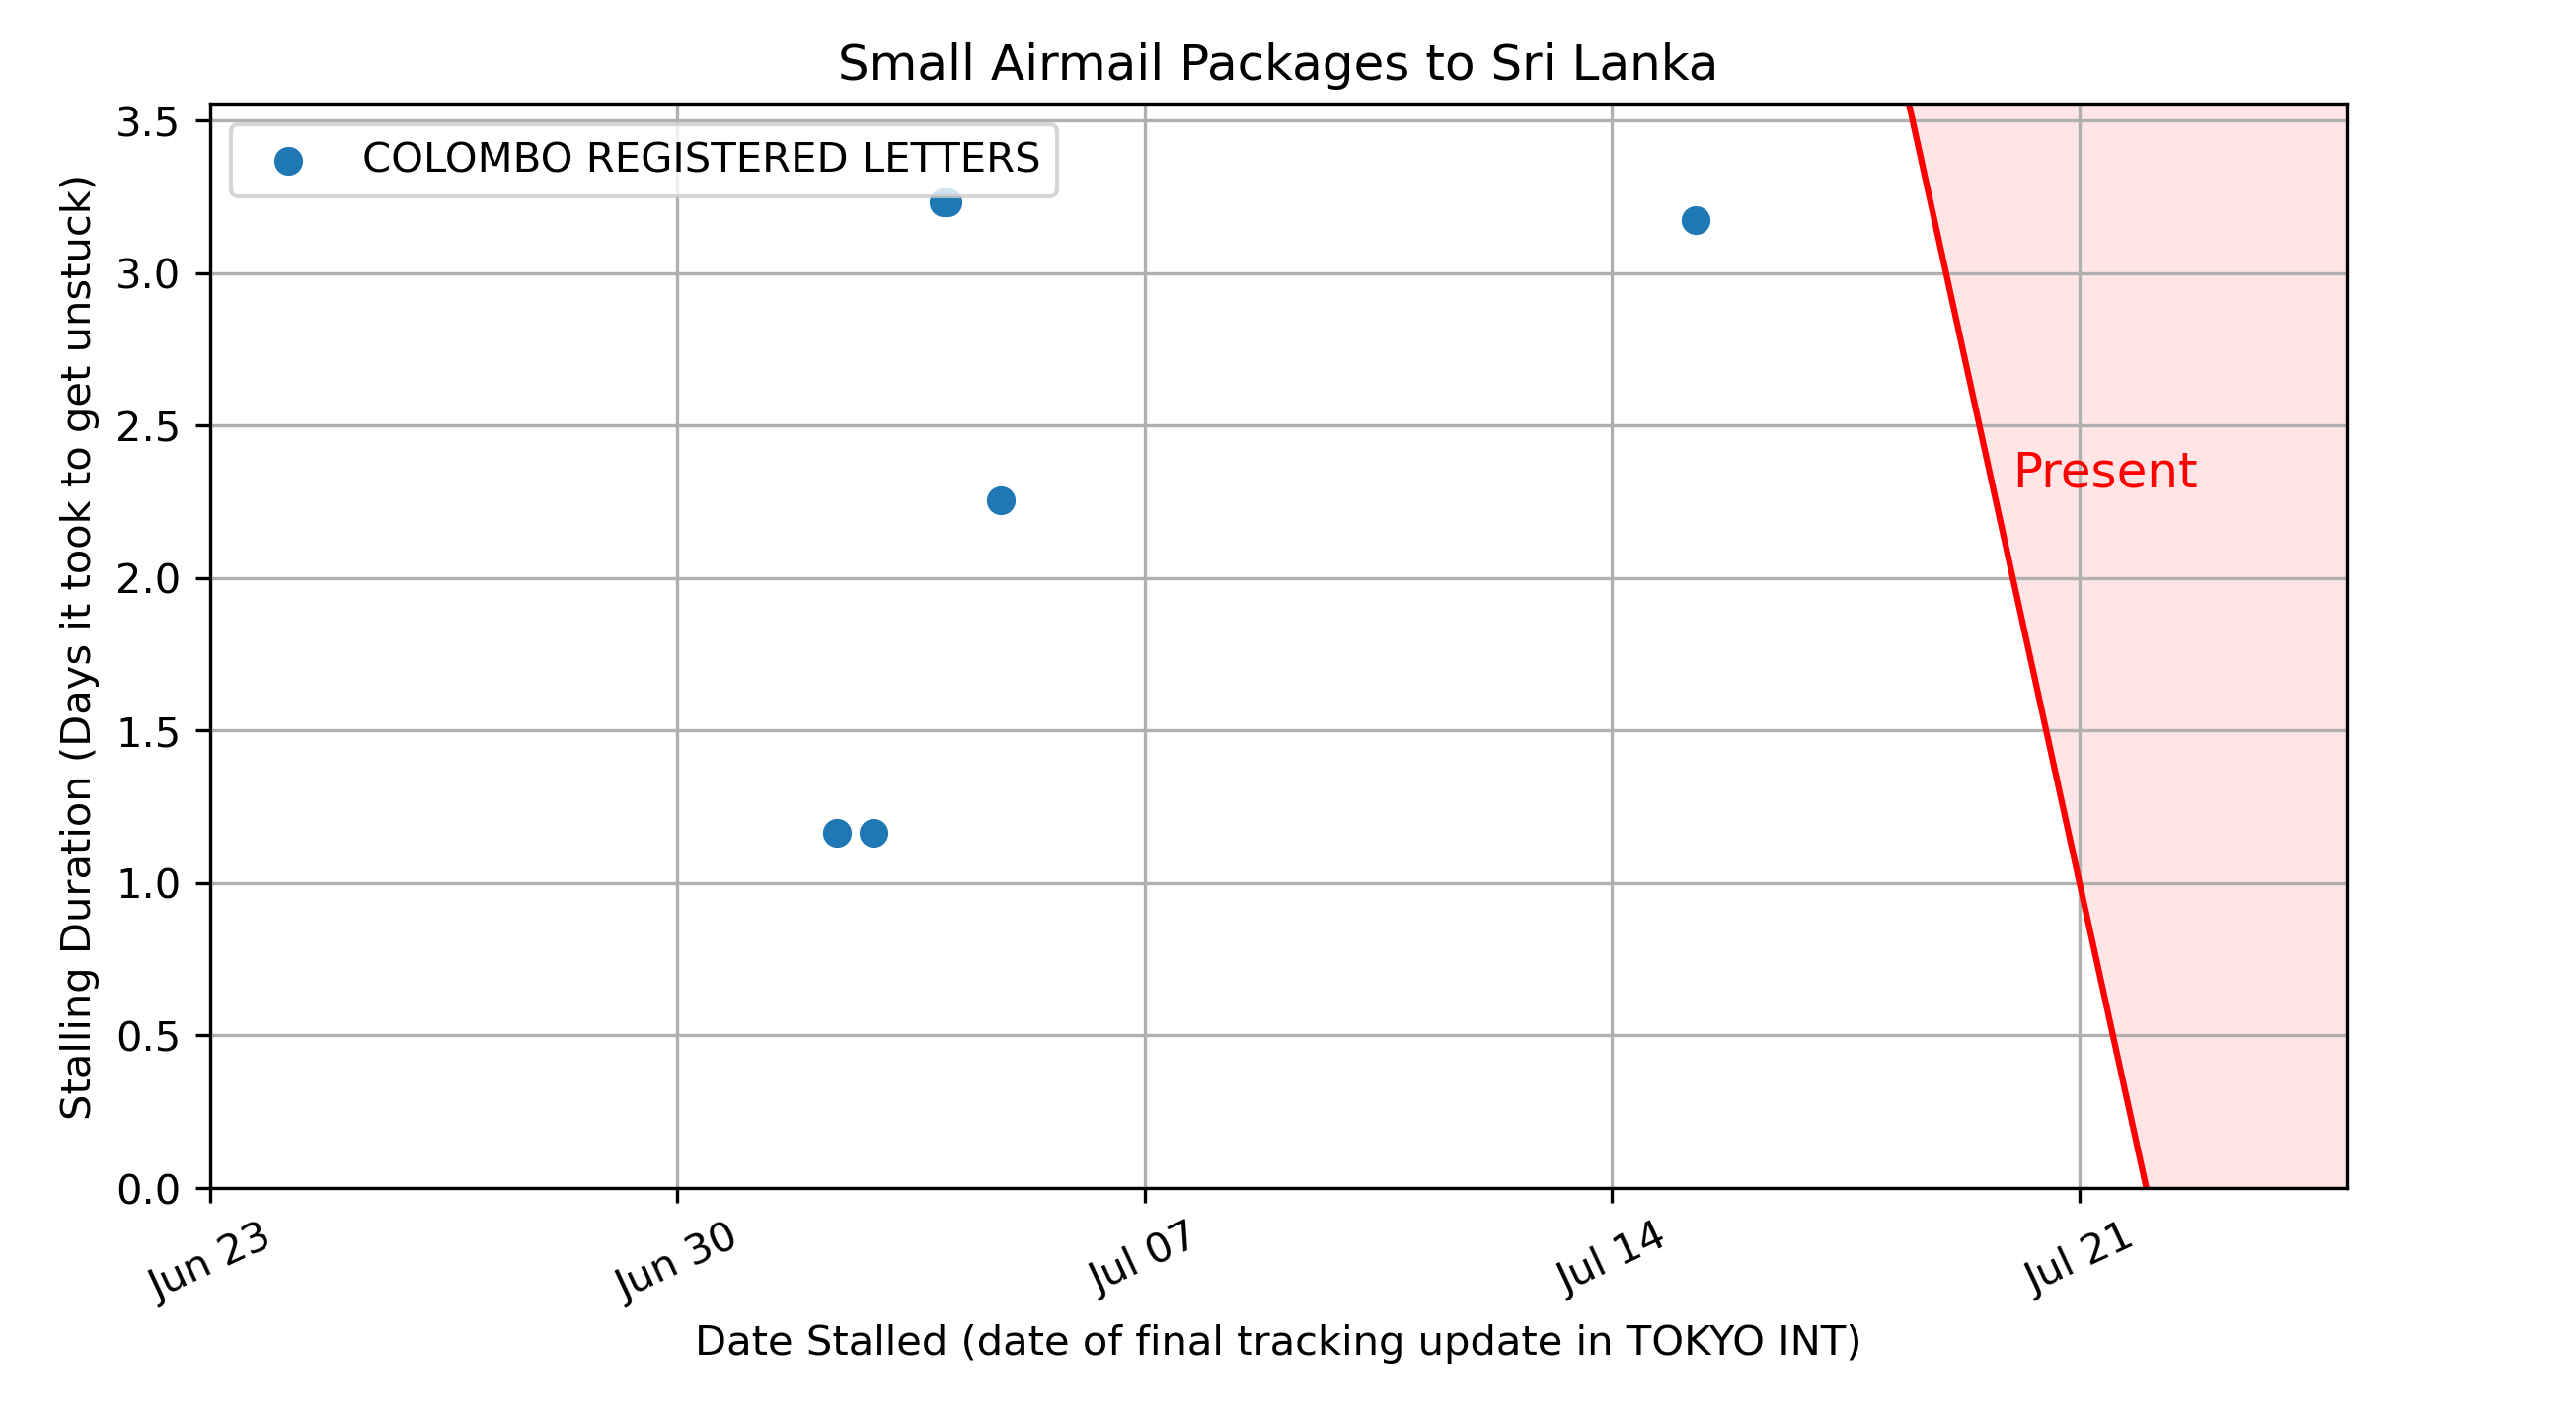 Small Airmail Packages to Sri Lanka
COLOMBO REGISTERED LETTERS
Stalling Duration (Days it took to get unstuck)
3.5
3.0
2.5
2.0
1.5
1.0
0.5
0.0
Present
Jun 23
Jun 30
Jul 07
Jul 14
Jul 21
Date Stalled (date of final tracking update in TOKYO INT)